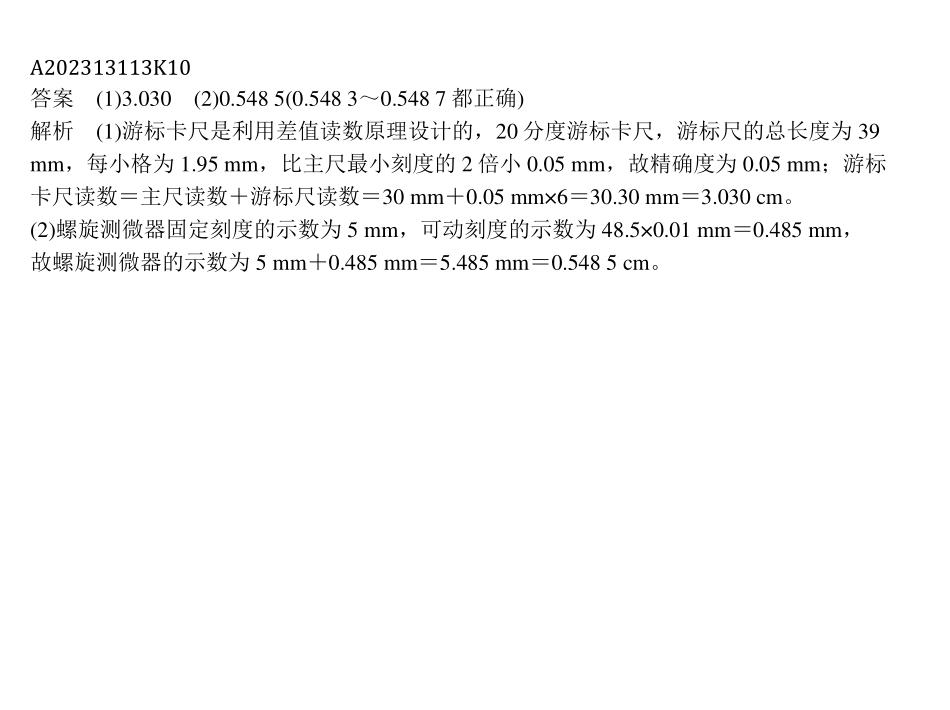 A202313113K10
答案　(1)3.030　(2)0.548 5(0.548 3～0.548 7 都正确)
解析　(1)游标卡尺是利用差值读数原理设计的，20 分度游标卡尺，游标尺的总长度为 39
mm，每小格为 1.95 mm，比主尺最小刻度的 2 倍小 0.05 mm，故精确度为 0.05 mm；游标
卡尺读数＝主尺读数＋游标尺读数＝30 mm＋0.05 mm×6＝30.30 mm＝3.030 cm。
(2)螺旋测微器固定刻度的示数为 5 mm，可动刻度的示数为 48.5×0.01 mm＝0.485 mm，
故螺旋测微器的示数为 5 mm＋0.485 mm＝5.485 mm＝0.548 5 cm。